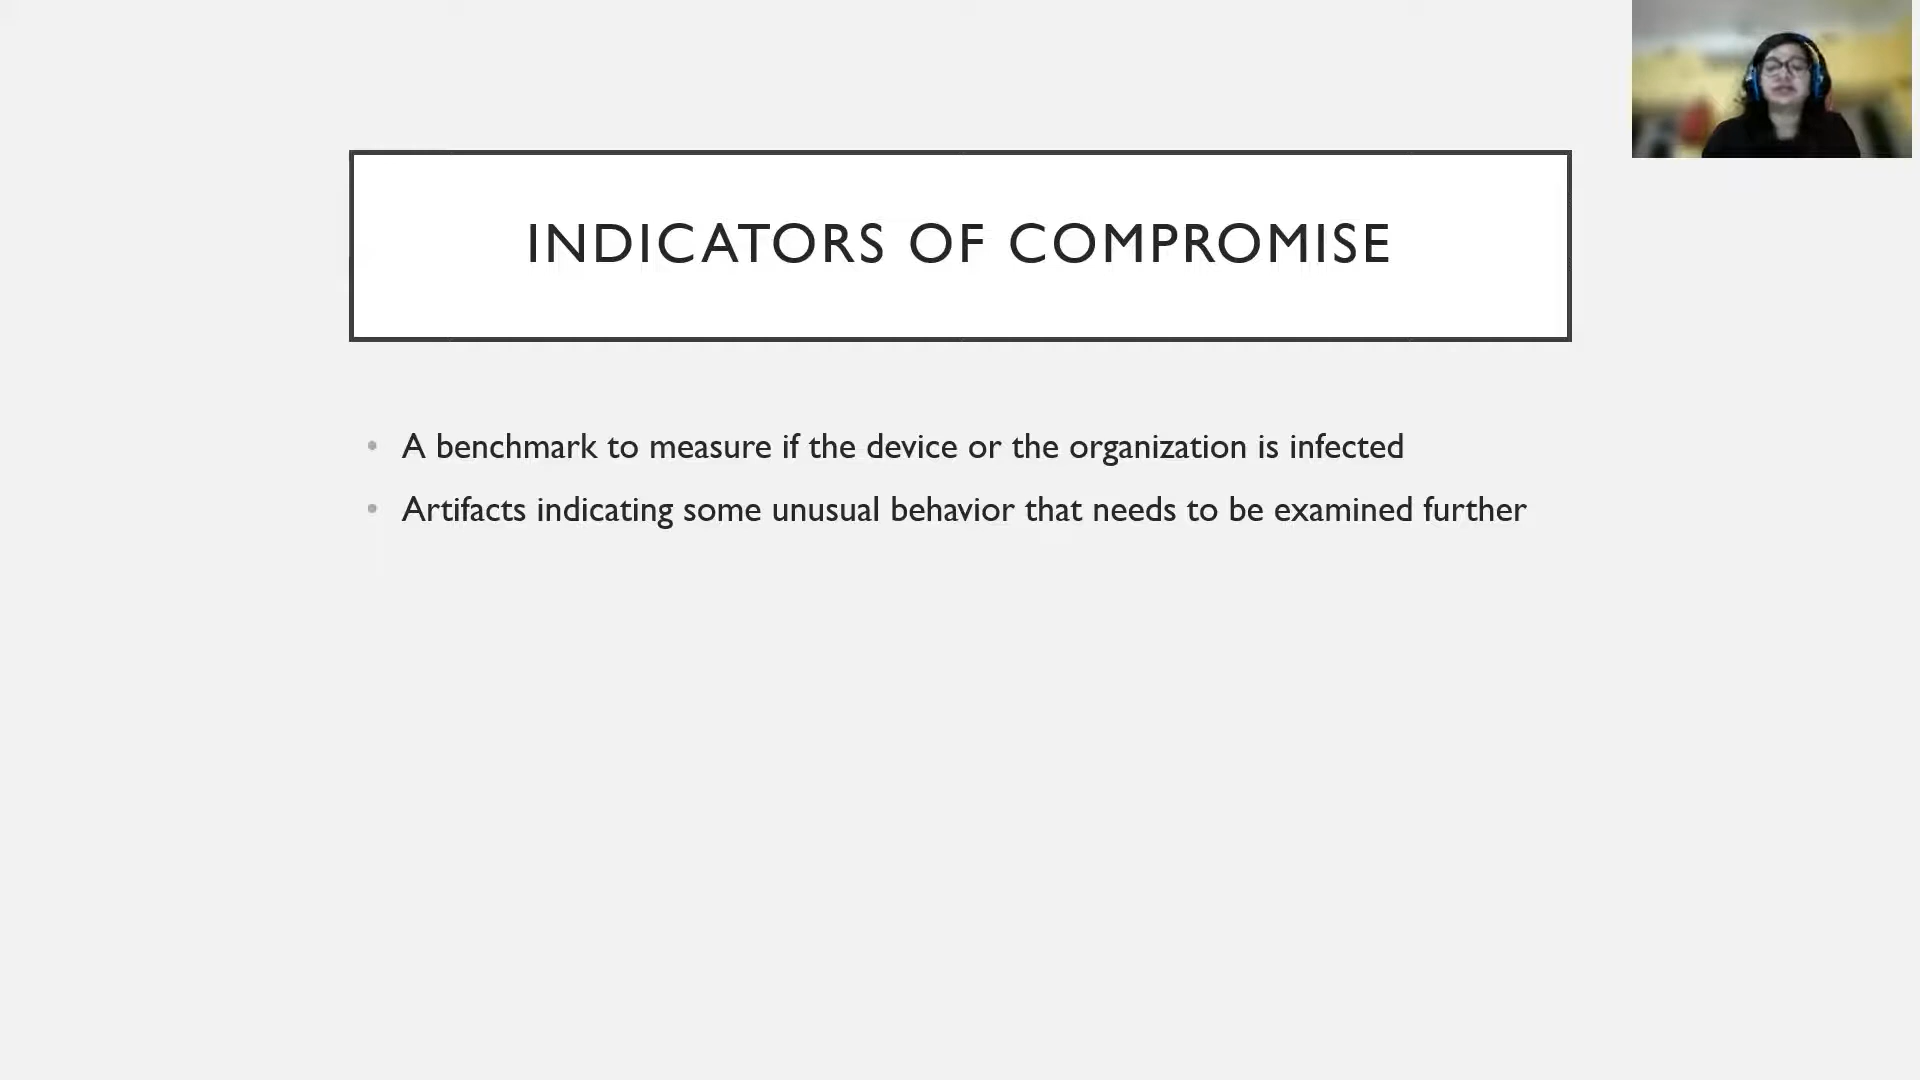 INDICATORS OF COMPROMISE
• A benchmark to measure if the device or the organization is infected
• Artifacts indicating some unusual behavior that needs to be examined further